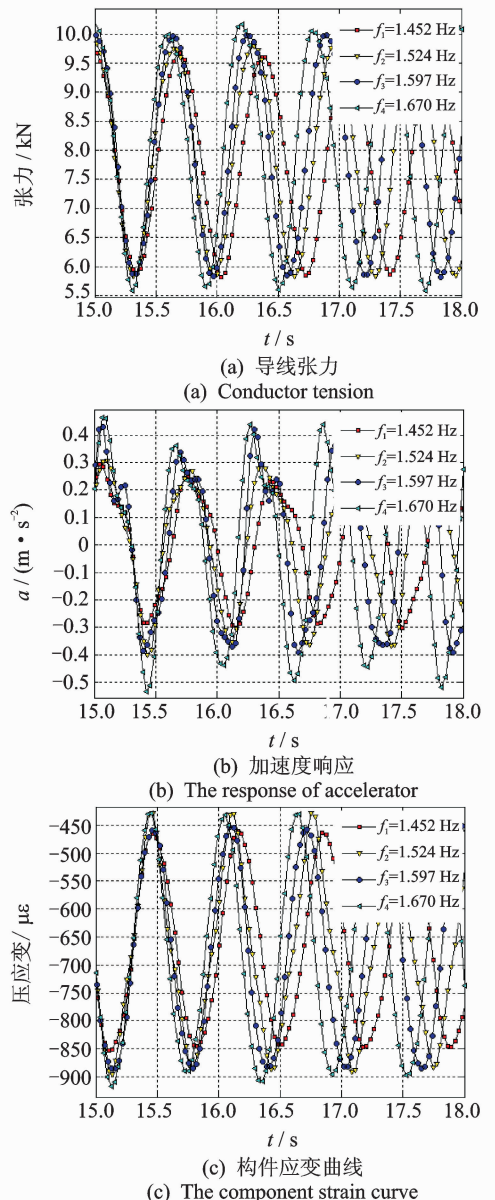 10.0
9.5
9.0
8.5
8.0
7.5
7.0
6.5
6.0
5.5
张力 / kN
f₁=1.452 Hz
f₂=1.524 Hz
f₃=1.597 Hz
f₄=1.670 Hz
15.0 15.5 16.0 16.5 17.0 17.5 18.0
t / s
(a) 导线张力
(a) Conductor tension
0.4
0.3
0.2
0.1
0
−0.1
−0.2
−0.3
−0.4
−0.5
a / (m • s⁻²)
f₁=1.452 Hz
f₂=1.524 Hz
f₃=1.597 Hz
f₄=1.670 Hz
15.0 15.5 16.0 16.5 17.0 17.5 18.0
t / s
(b) 加速度响应
(b) The response of accelerator
−450
−500
−550
−600
−650
−700
−750
−800
−850
−900
压应变/ με
f₁=1.452 Hz
f₂=1.524 Hz
f₃=1.597 Hz
f₄=1.670 Hz
15.0 15.5 16.0 16.5 17.0 17.5 18.0
t / s
(c) 构件应变曲线
(c) The component strain curve